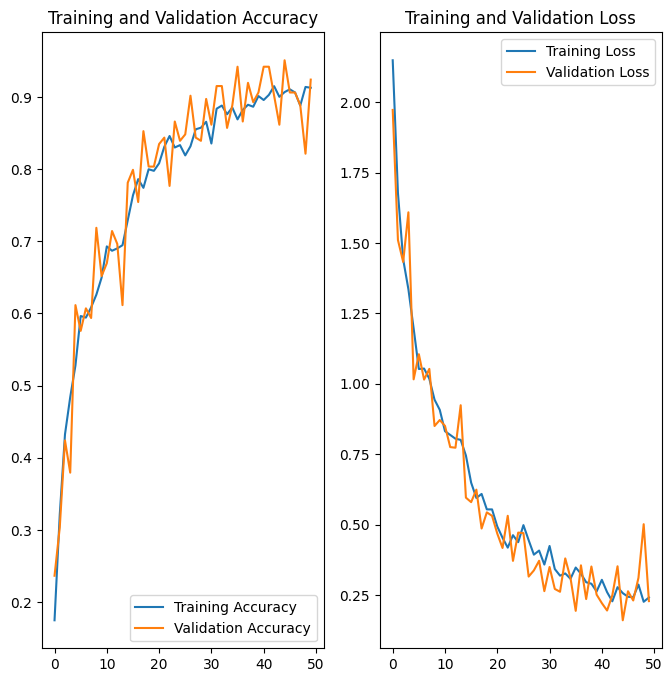 Training and Validation Accuracy
0.9
0.8
0.7
0.6
0.5
0.4
0.3
0.2
Training Accuracy
Validation Accuracy
0 10 20 30 40 50
Training and Validation Loss
Training Loss
Validation Loss
2.00
1.75
1.50
1.25
1.00
0.75
0.50
0.25
0 10 20 30 40 50